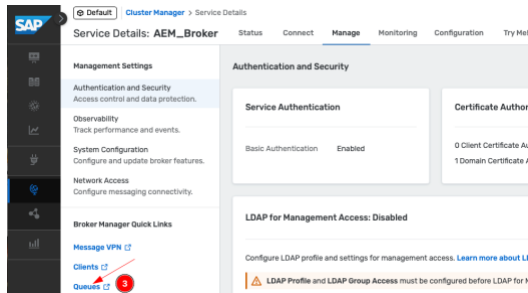 SAP
Default
Cluster Manager > Service Details
Service Details: AEM_Broker
Status Connect Manage Monitoring Configuration Try Me
Management Settings
Authentication and Security
Access control and data protection.
Observability
Track performance and events.
System Configuration
Configure and update broker features.
Network Access
Configure messaging connectivity.
Broker Manager Quick Links
Message VPN
Clients
Queues
3
Authentication and Security
Service Authentication
Basic Authentication Enabled
Certificate Author
0 Client Certificate Au
1 Domain Certificate A
LDAP for Management Access: Disabled
Configure LDAP profile and settings for management access. Learn more about L
LDAP Profile and LDAP Group Access must be configured before LDAP for M